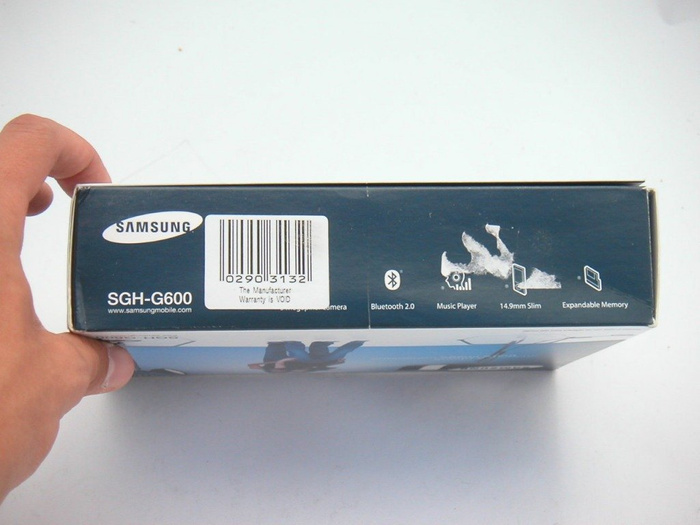 SAMSUNG
SGH-G600
www.samsungmobile.com
0290 3132
The Manufacturer
Warranty is VOID
Bluetooth 2.0
Music Player
14.9mm Slim
Expandable Memory